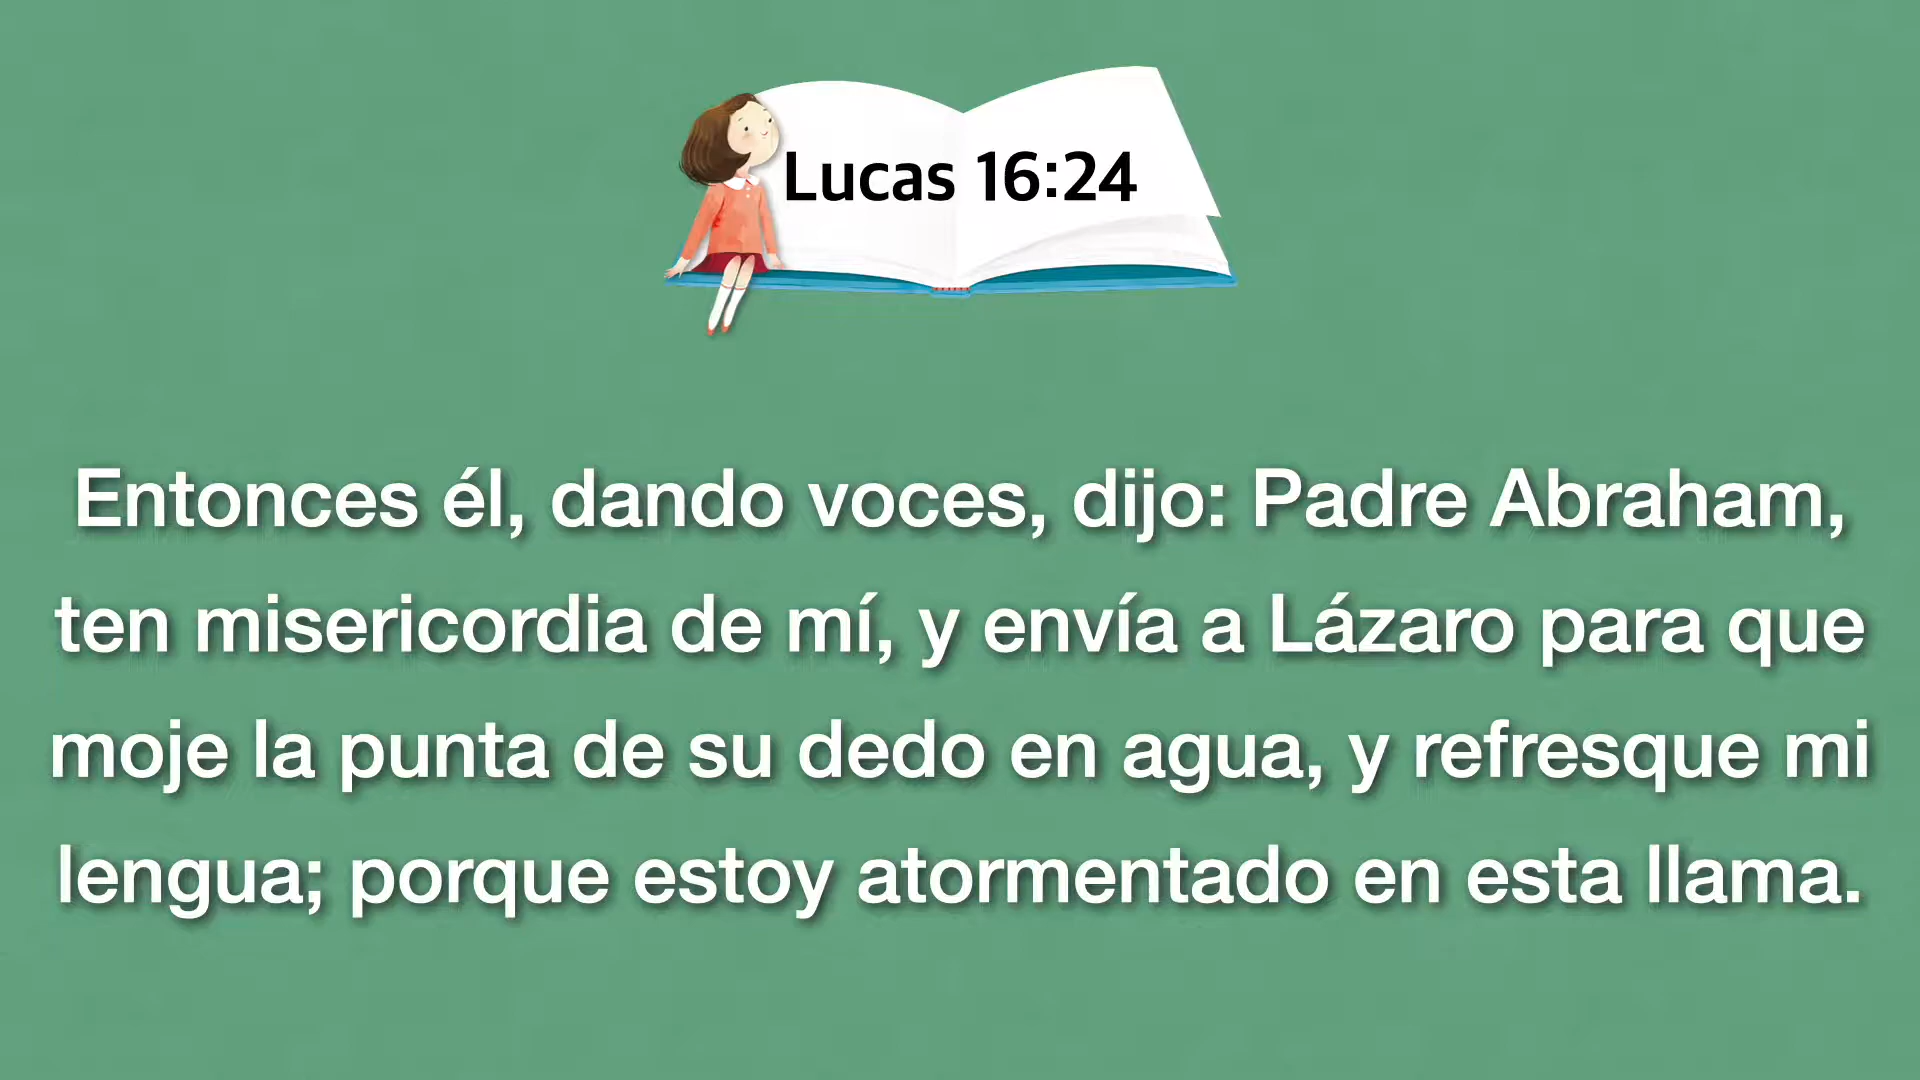 Lucas 16:24
Entonces él, dando voces, dijo: Padre Abraham,
ten misericordia de mí, y envía a Lázaro para que
moje la punta de su dedo en agua, y refresque mi
lengua; porque estoy atormentado en esta llama.